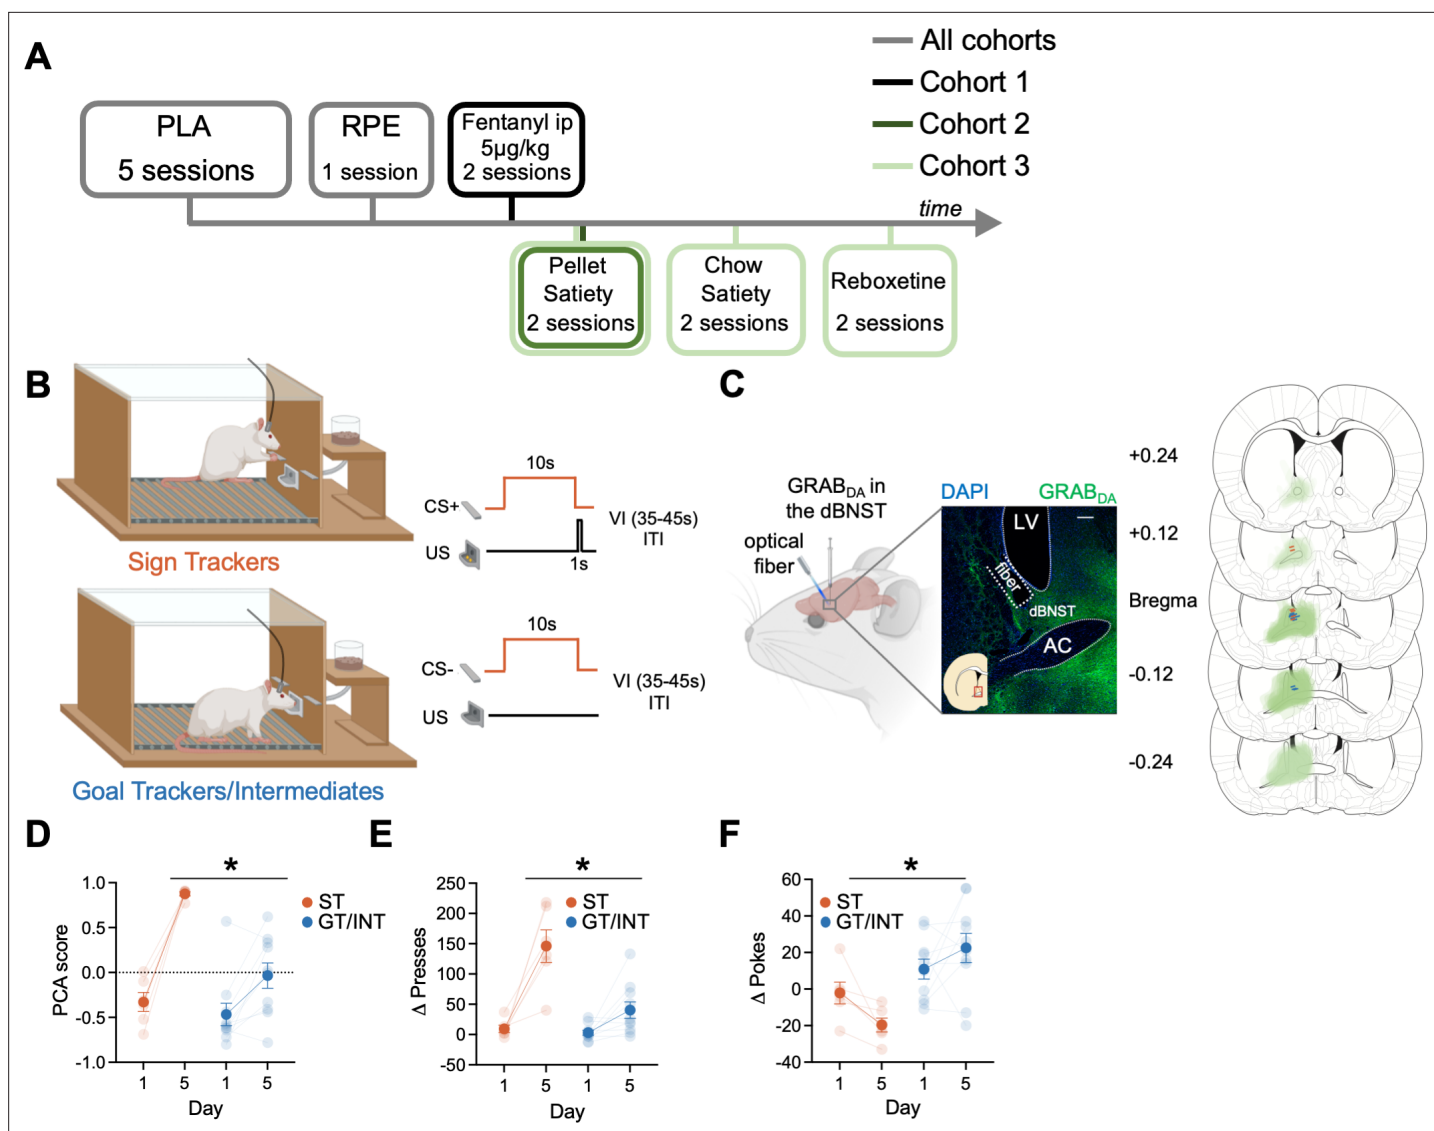 A
All cohorts
Cohort 1
Cohort 2
Cohort 3
PLA
5 sessions
RPE
1 session
Fentanyl ip
5µg/kg
2 sessions
time
Pellet
Satiety
2 sessions
Chow
Satiety
2 sessions
Reboxetine
2 sessions
B
Sign Trackers
Goal Trackers/Intermediates
10s
CS+
US
1s
VI (35-45s)
ITI
10s
CS-
US
VI (35-45s)
ITI
C
GRAB_DA in
the dBNST
optical
fiber
DAPI
GRAB_DA
LV
fiber
dBNST
AC
+0.24
+0.12
Bregma
-0.12
-0.24
D
*
1.0
0.5
0.0
-0.5
-1.0
PCA score
ST
GT/INT
1
5
1
5
Day
E
*
250
200
150
100
50
0
-50
Δ Presses
ST
GT/INT
1
5
1
5
Day
F
*
60
40
20
0
-20
-40
Δ Pokes
ST
GT/INT
1
5
1
5
Day